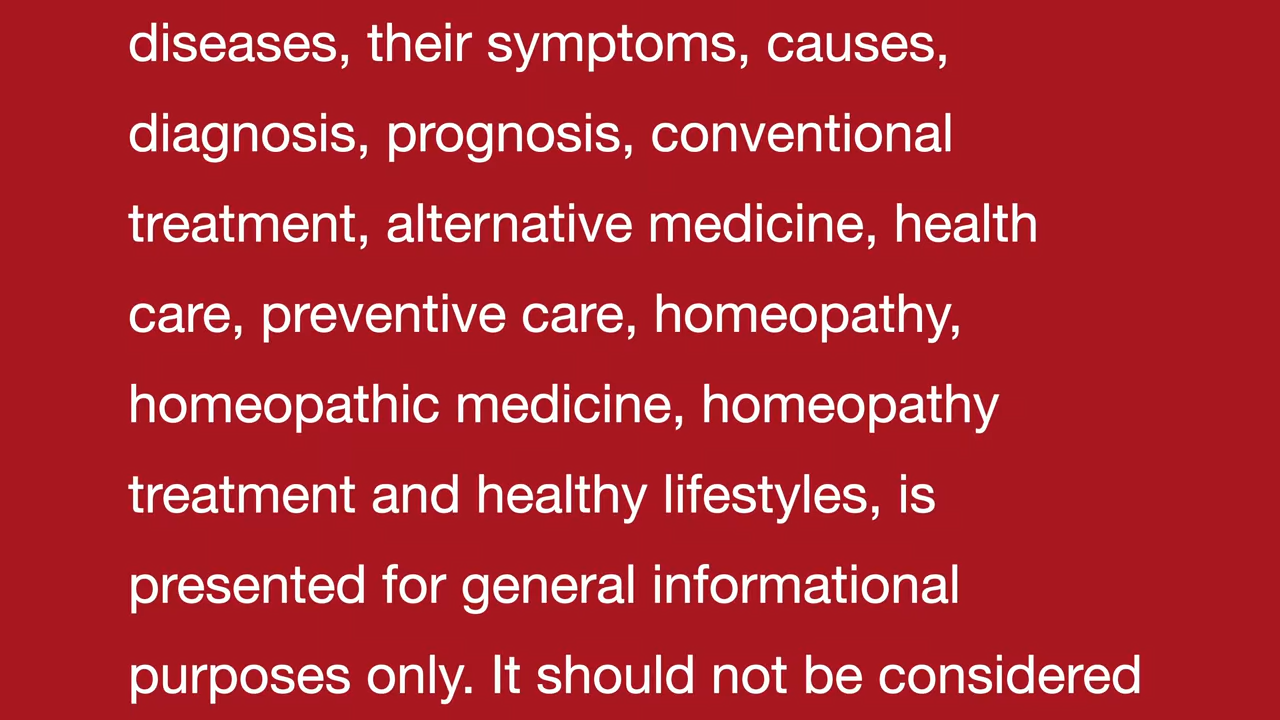 diseases, their symptoms, causes,
diagnosis, prognosis, conventional
treatment, alternative medicine, health
care, preventive care, homeopathy,
homeopathic medicine, homeopathy
treatment and healthy lifestyles, is
presented for general informational
purposes only. It should not be considered